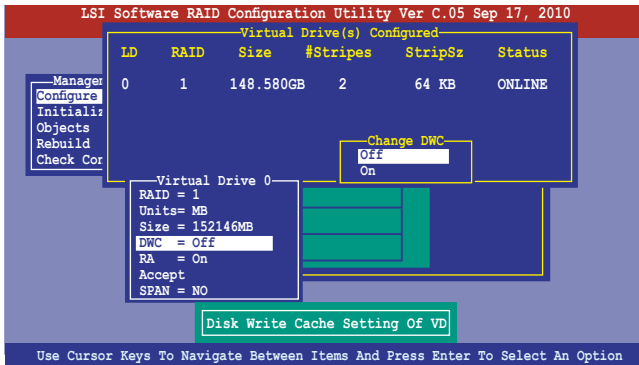 LSI Software RAID Configuration Utility Ver C.05 Sep 17, 2010
Virtual Drive(s) Configured
LD RAID Size #Stripes StripSz Status
0 1 148.580GB 2 64 KB ONLINE
Manage
Configure
Initializ
Objects
Rebuild
Check Con
Change DWC
Off
On
Virtual Drive 0
RAID = 1
Units= MB
Size = 152146MB
DWC = Off
RA = On
Accept
SPAN = NO
Disk Write Cache Setting Of VD
Use Cursor Keys To Navigate Between Items And Press Enter To Select An Option